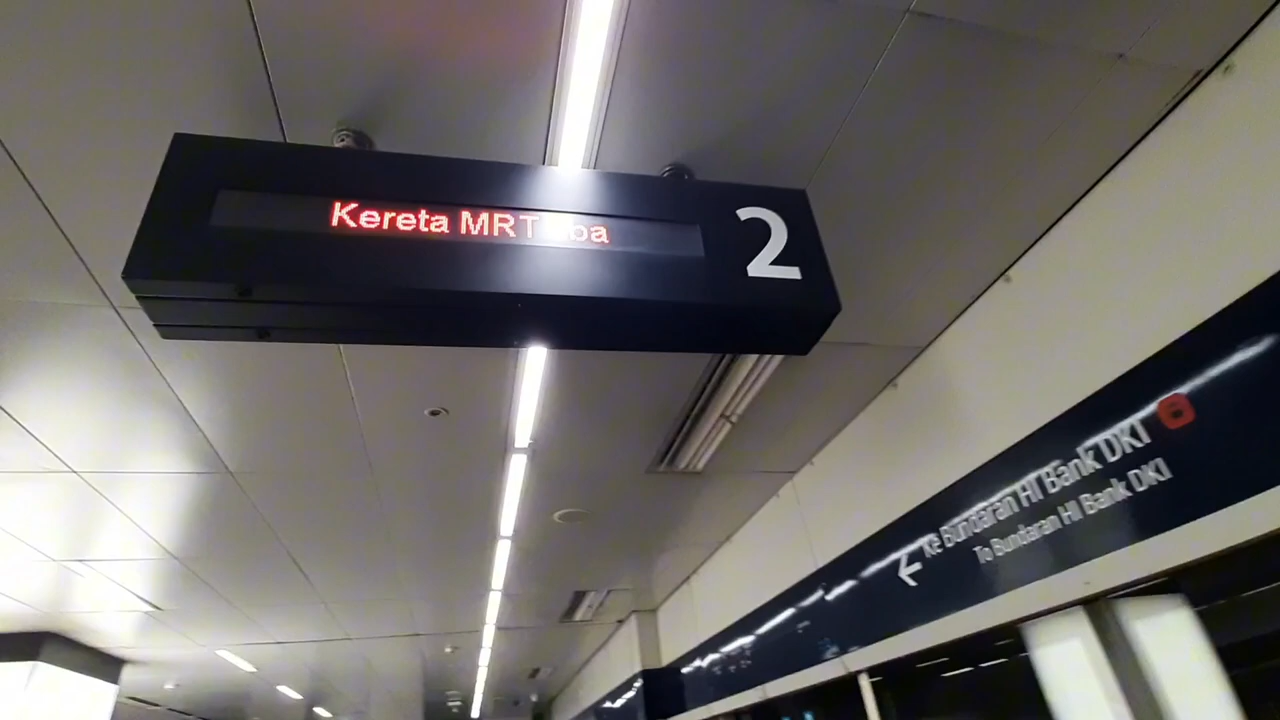 Kereta MRT
2
Ke Bundaran HI Bank DKI
To Bundaran HI Bank DKI